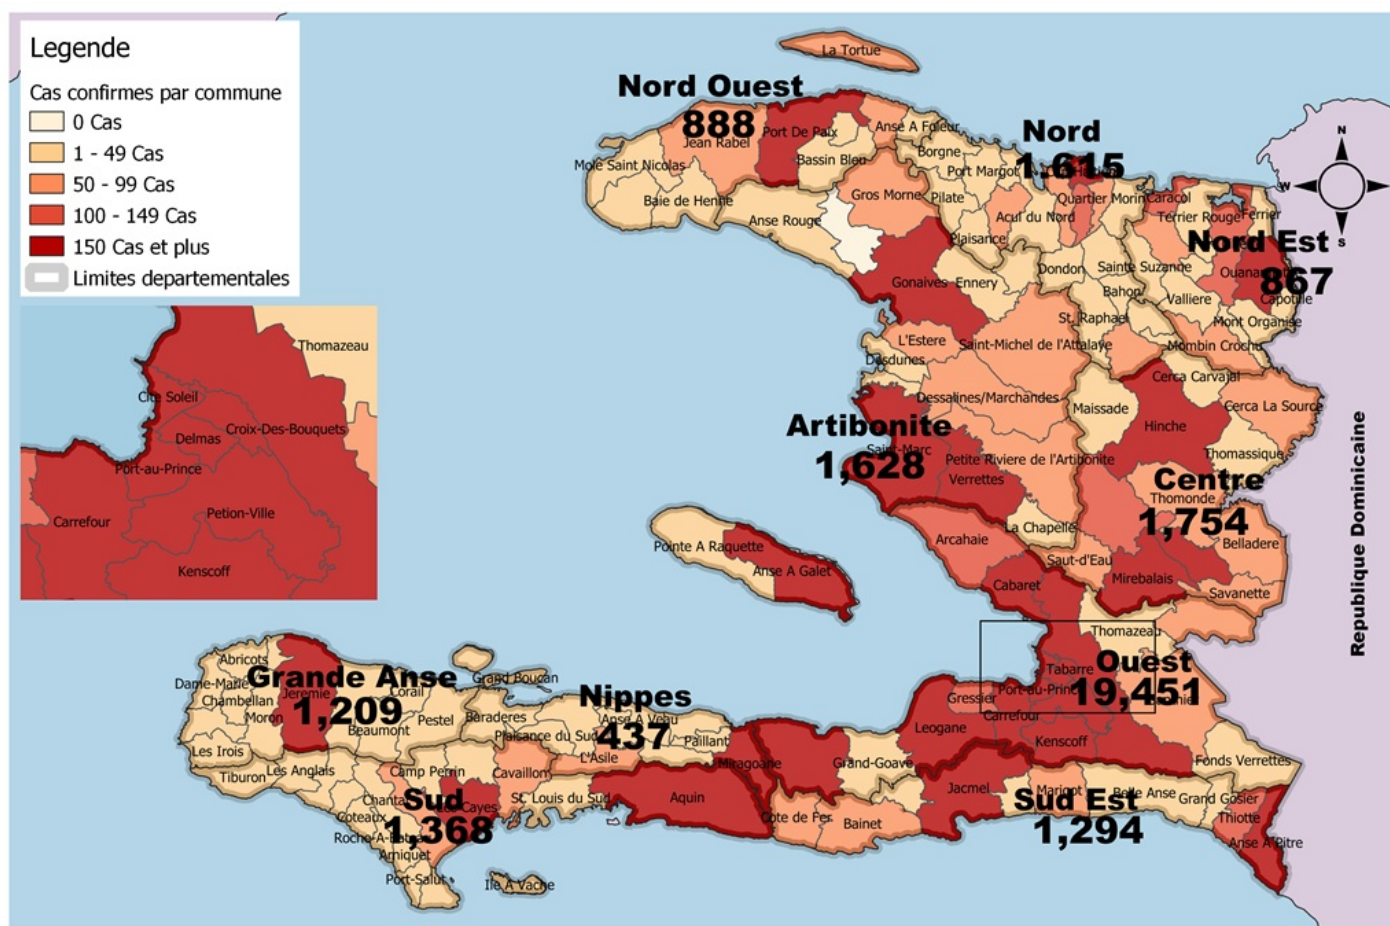 Legende
Cas confirmes par commune
0 Cas
1 - 49 Cas
50 - 99 Cas
100 - 149 Cas
150 Cas et plus
Limites departementales
Thomazeau
Cite Soleil
Delmas
Croix-Des-Bouquets
Port-au-Prince
Petion-Ville
Carrefour
Kenscoff
La Tortue
Nord Ouest
888
Port De Paix
Jean Rabel
Anse A Foleur
Mole Saint Nicolas
Bassin Bleu
Baie de Henne
Anse Rouge
Nord
1.615
Borgne
Port Margot
Pilate
Quartier Morin
Acul du Nord
Plaisance
Dondon
Bahon
St. Raphael
N
W
S
Caracol
Terrier Rouge
Ferrier
Nord Est
867
Sainte Suzanne
Valliere
Capotille
Mont Organise
Mombin Crochu
Gros Morne
Gonaives
Ennery
L'Estere
Saint-Michel de l'Attalaye
Desdunes
Dessalines/Marchandes
Artibonite
1,628
Saint-Marc
Petite Riviere de l'Artibonite
Verrettes
La Chapelle
Cerca Carvajal
Maissade
Cerca La Source
Hinche
Thomassique
Centre
Thomonde
1,754
Belladere
Saut-d'Eau
Mirebalais
Savanette
Republique Dominicaine
Pointe A Raquette
Anse A Galet
Arcahaie
Cabaret
Thomazeau
Tabarre
Ouest
19,451
Port-au-Prince
Gressier
Carrefour
Leogane
Kenscoff
Grand-Goave
Fonds Verrettes
Abricots
Grande Anse
1,209
Dame-Marie
Chambellan
Jeremie
Corail
Moron
Pestel
Beaumont
Les Irois
Grand Boucan
Nippes
437
Baraderes
Anse A Veau
Plaisance du Sud
Paillant
L'Asile
Miragoane
Tiburon
Les Anglais
Camp Perrin
Cavaillon
Sud
1,368
St. Louis du Sud
Aquin
Coteaux
Arniquet
Port-Salut
Ile A Vache
Cote de Fer
Bainet
Jacmel
Sud Est
1,294
Marigot
Belle Anse
Grand Gosier
Thiotte
Anse A Pitre